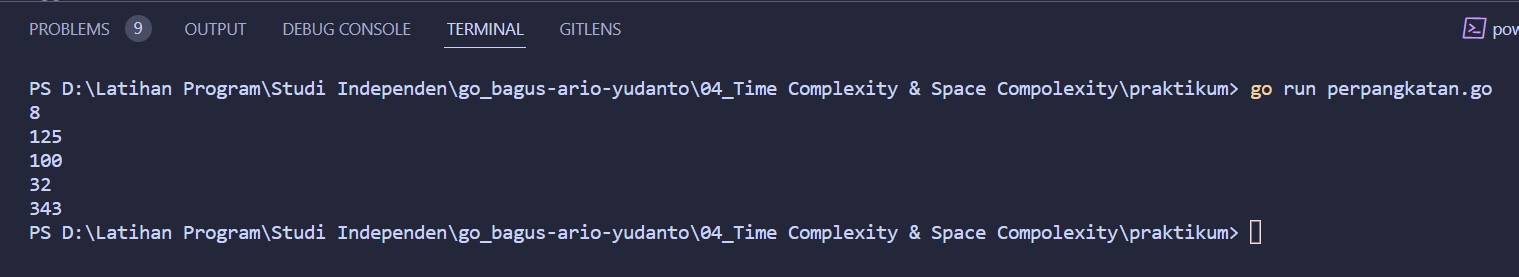 PROBLEMS 9 OUTPUT DEBUG CONSOLE TERMINAL GITLENS pow
PS D:\Latihan Program\Studi Independen\go_bagus-ario-yudanto\04_Time Complexity & Space Compolexity\praktikum> go run perpangkatan.go
8
125
100
32
343
PS D:\Latihan Program\Studi Independen\go_bagus-ario-yudanto\04_Time Complexity & Space Compolexity\praktikum>